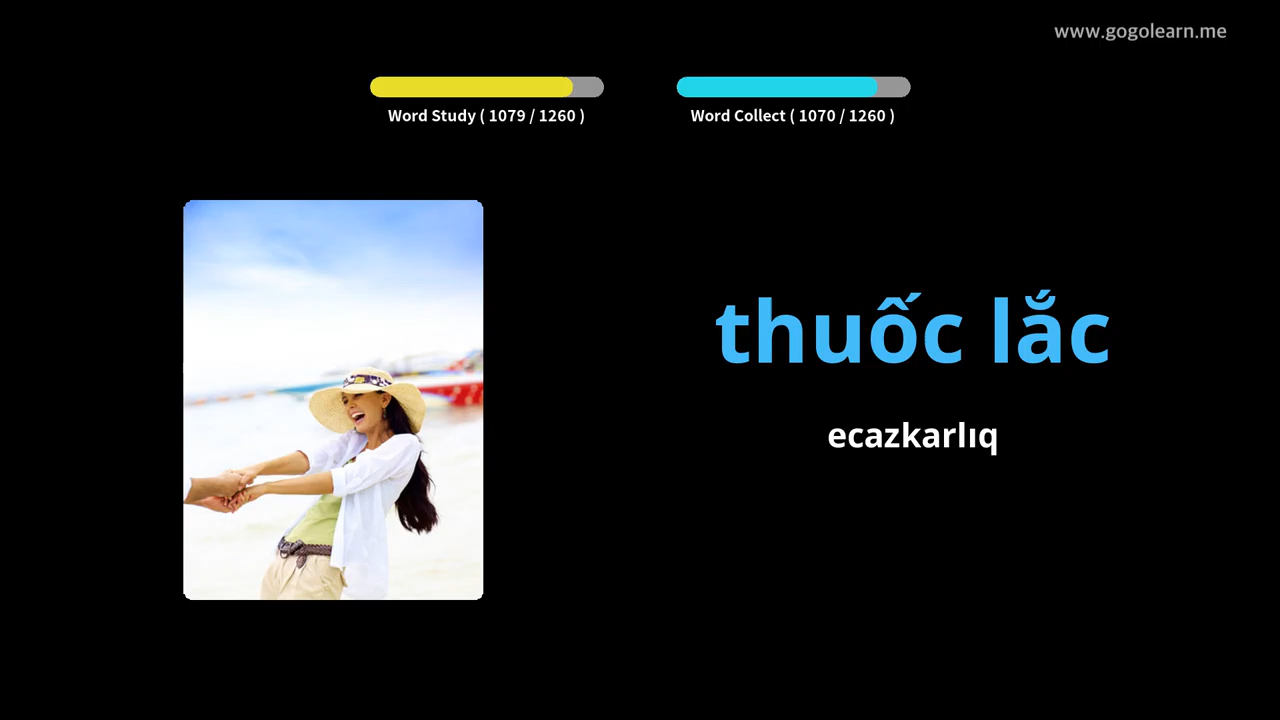 www.gogolearn.me
Word Study ( 1079 / 1260 )
Word Collect ( 1070 / 1260 )
thuốc lắc
ecazkarlıq